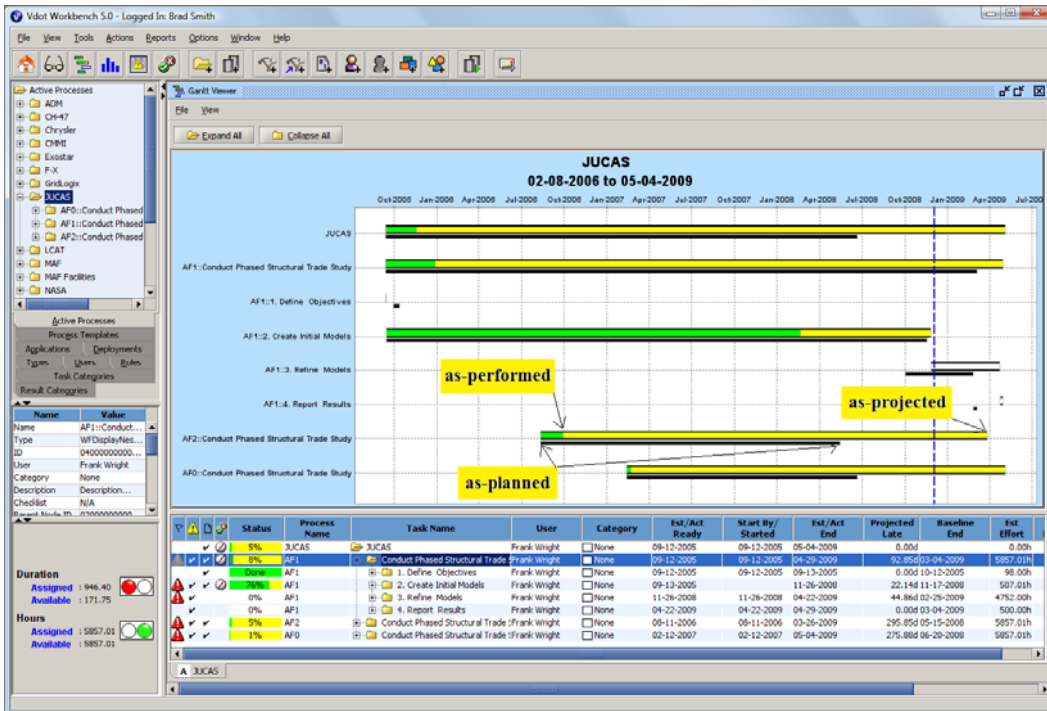 Vdot Workbench 5.0 - Logged In: Brad Smith
File View Tools Actions Reports Options Window Help
Active Processes
ADM
CH-47
Chrysler
CMMI
Exostar
F-X
GridLogix
JUCAS
AF0::Conduct Phased
AF1::Conduct Phased
AF2::Conduct Phased
LCAT
MAF
MAF Facilities
NASA
Active Processes
Process Templates
Applications Deployments
Types Users Rules
Task Categories
Result Categories
Name Value
Name AF1::Conduct...
Type WFDisplayNes...
ID 04000000000...
User Frank Wright
Category None
Description Description...
Checklist N/A
Parent Node ID 02000000000
Duration
Assigned : 946.40
Available : 171.75
Hours
Assigned : 5857.01
Available : 5857.01
Gantt Viewer
File View
Expand All Collapse All
JUCAS
02-08-2006 to 05-04-2009
Oct-2005 Jan-2006 Apr-2006 Jul-2006 Oct-2006 Jan-2007 Apr-2007 Jul-2007 Oct-2007 Jan-2008 Apr-2008 Jul-2008 Oct-2008 Jan-2009 Apr-2009 Jul-200
JUCAS
AF1::Conduct Phased Structural Trade Study
AF1::1. Define Objectives
AF1::2. Create Initial Models
AF1::3. Refine Models
as-performed
AF1::4. Report Results
as-projected
AF2::Conduct Phased Structural Trade Study
AF0::Conduct Phased Structural Trade Study
as-planned
Status Process Name Task Name User Category Est/Act Ready Start By/ Started Est/Act End Projected Late Baseline End Est Effort
5% JUCAS JUCAS Frank Wright None 09-12-2005 09-12-2005 05-04-2009 0.00d 0.00h
8% AF1 Conduct Phased Structural Trade Frank Wright None 09-12-2005 09-12-2005 04-29-2009 92.85d 03-04-2009 5857.01h
Done AF1 1. Define Objectives Frank Wright None 09-12-2005 09-12-2005 09-13-2005 0.00d 10-12-2005 98.00h
76% AF1 2. Create Initial Models Frank Wright None 09-13-2005 11-26-2008 22.14d 11-17-2008 507.01h
0% AF1 3. Refine Models Frank Wright None 11-26-2008 11-26-2008 04-22-2009 44.86d 02-25-2009 4752.00h
0% AF1 4. Report Results Frank Wright None 04-22-2009 04-22-2009 04-29-2009 0.00d 03-04-2009 500.00h
5% AF2 Conduct Phased Structural Trade Frank Wright None 08-11-2006 08-11-2006 03-26-2009 295.85d 05-15-2008 5857.01h
1% AF0 Conduct Phased Structural Trade Frank Wright None 02-12-2007 02-12-2007 05-04-2009 275.88d 06-20-2008 5857.01h
A JUCAS